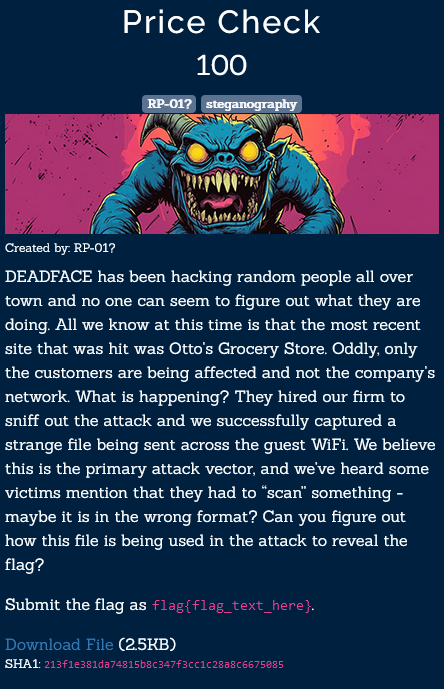 Price Check
100
RP-01? steganography
Created by: RP-01?
DEADFACE has been hacking random people all over
town and no one can seem to figure out what they are
doing. All we know at this time is that the most recent
site that was hit was Otto's Grocery Store. Oddly, only
the customers are being affected and not the company's
network. What is happening? They hired our firm to
sniff out the attack and we successfully captured a
strange file being sent across the guest WiFi. We believe
this is the primary attack vector, and we've heard some
victims mention that they had to "scan" something -
maybe it is in the wrong format? Can you figure out
how this file is being used in the attack to reveal the
flag?
Submit the flag as flag{flag_text_here}.
Download File (2.5KB)
SHA1: 213f1e381da74815b8c347f3cc1c28a8c6675085